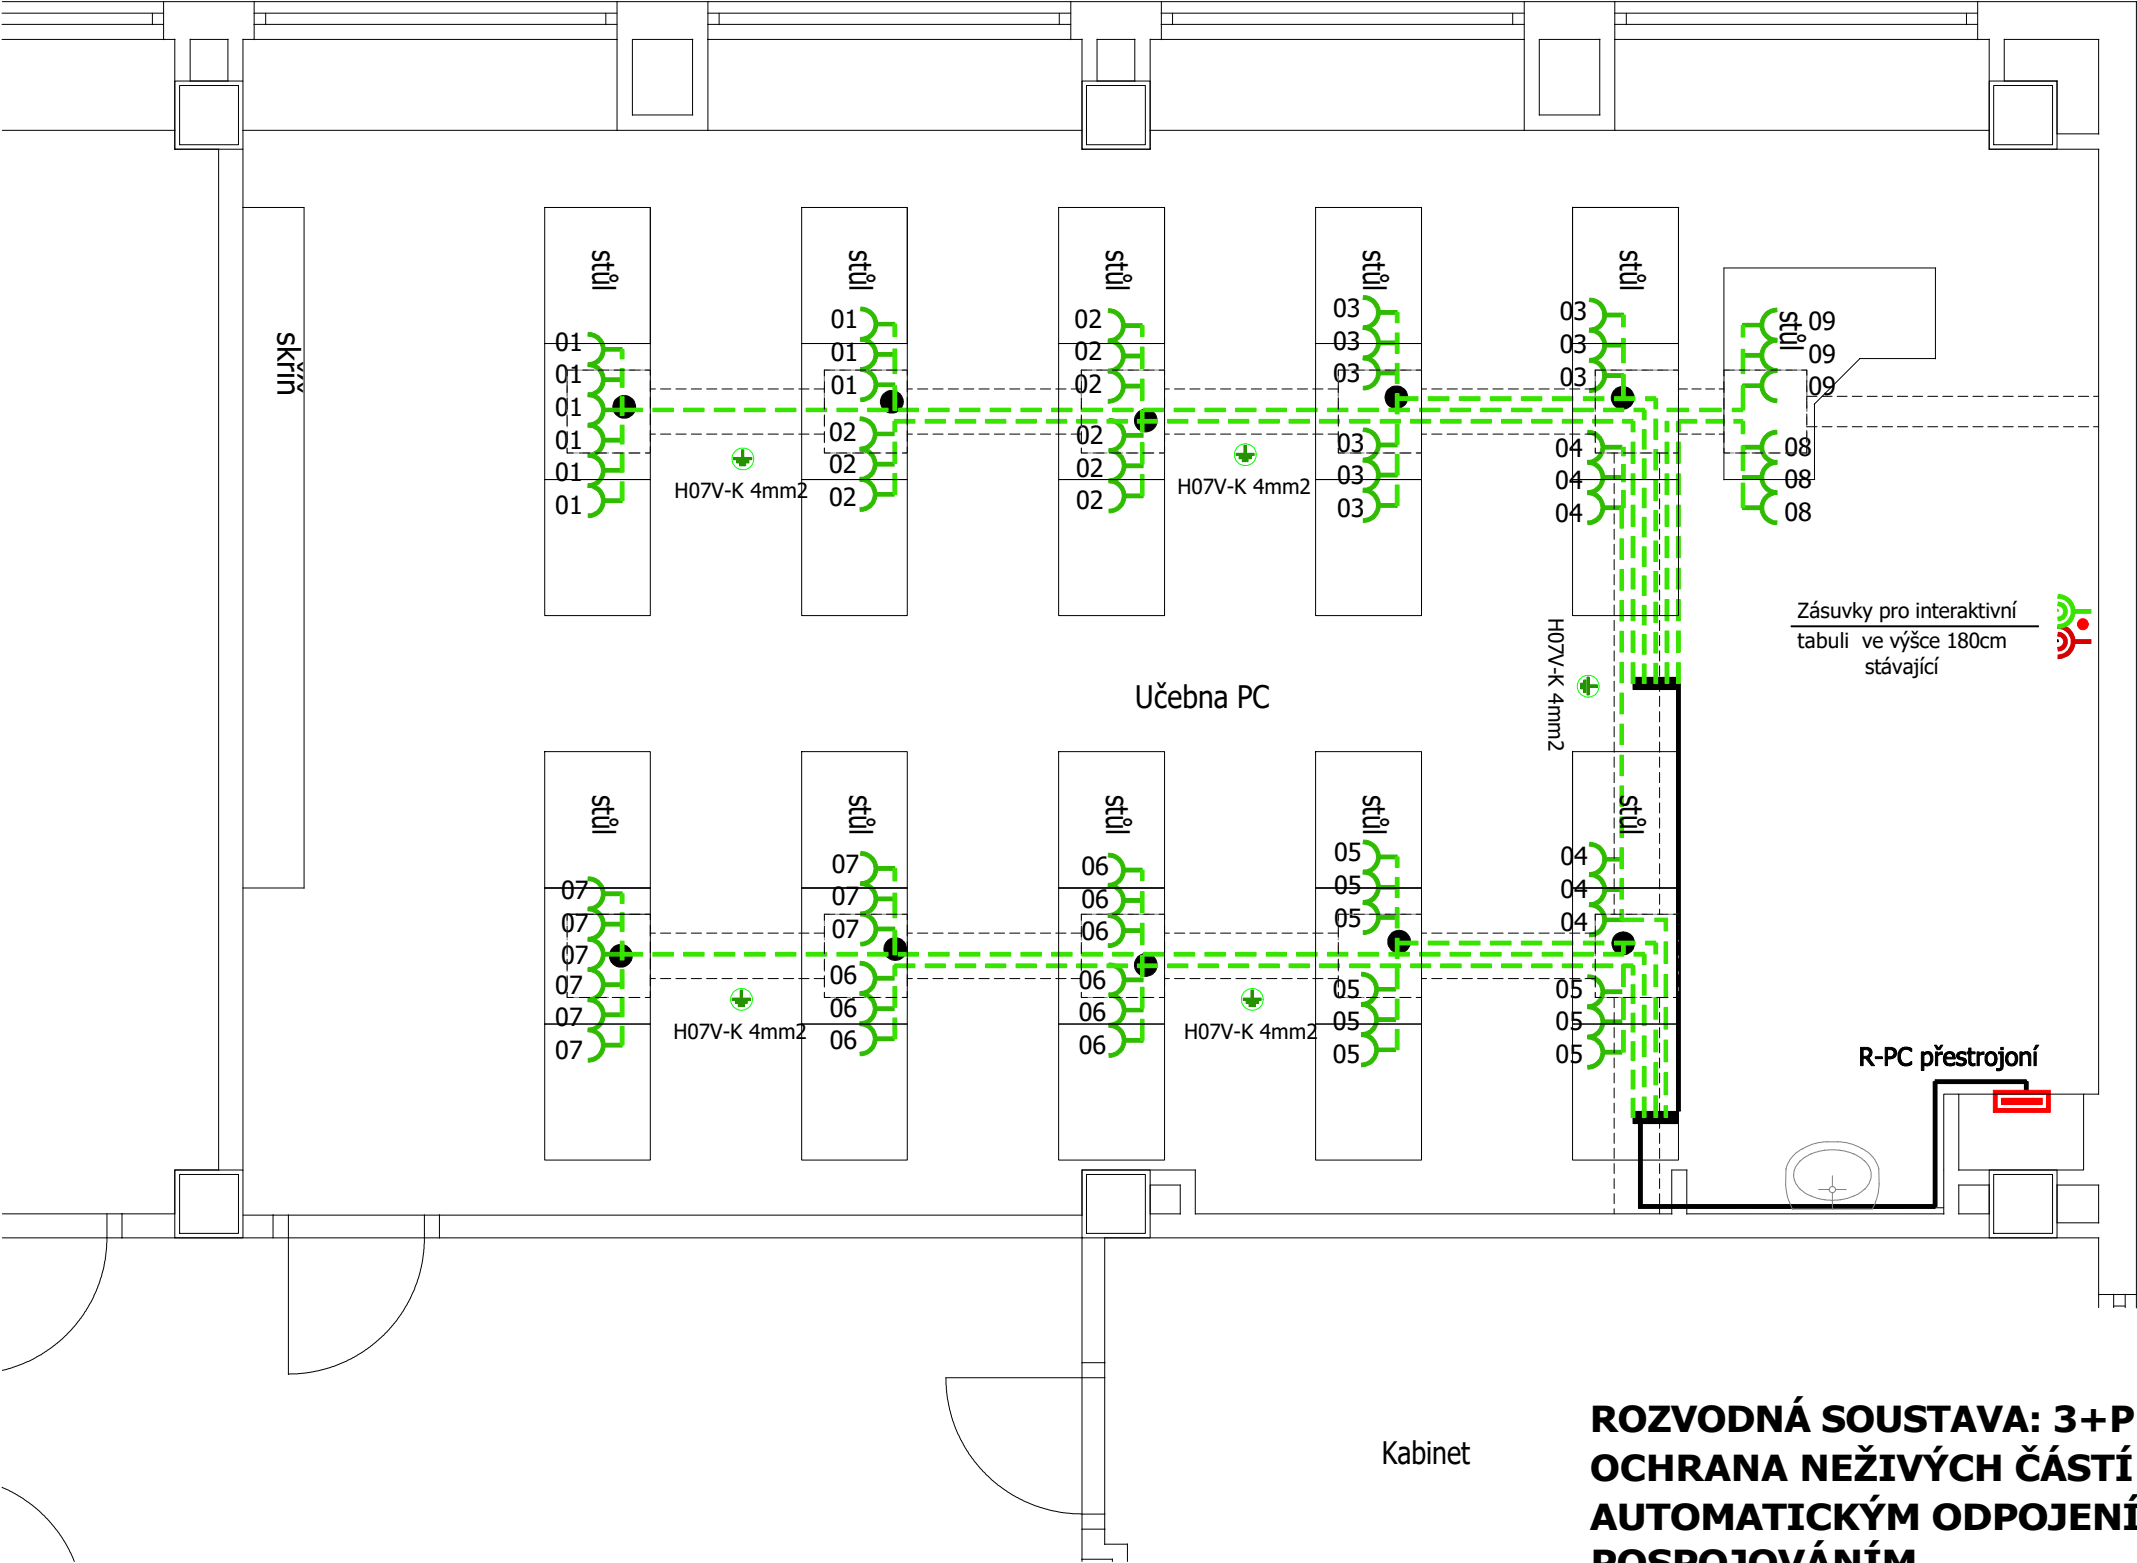 stůl
stůl
stůl
stůl
stůl
skříň
stůl
01
01
01
01
01
01
01
01
01
02
02
02
02
02
02
02
02
02
03
03
03
03
03
03
03
03
03
04
04
04
09
09
09
08
08
08
H07V-K 4mm2
H07V-K 4mm2
Zásuvky pro interaktivní
tabuli ve výšce 180cm
stávající
H07V-K 4mm2
Učebna PC
stůl
stůl
stůl
stůl
stůl
07
07
07
07
07
07
07
07
07
06
06
06
06
06
06
06
06
06
05
05
05
05
05
05
04
04
04
05
05
05
H07V-K 4mm2
H07V-K 4mm2
R-PC přestrojoní
Kabinet
ROZVODNÁ SOUSTAVA: 3+P
OCHRANA NEŽIVÝCH ČÁSTÍ
AUTOMATICKÝM ODPOJENÍ
POSPOJOVÁNÍM